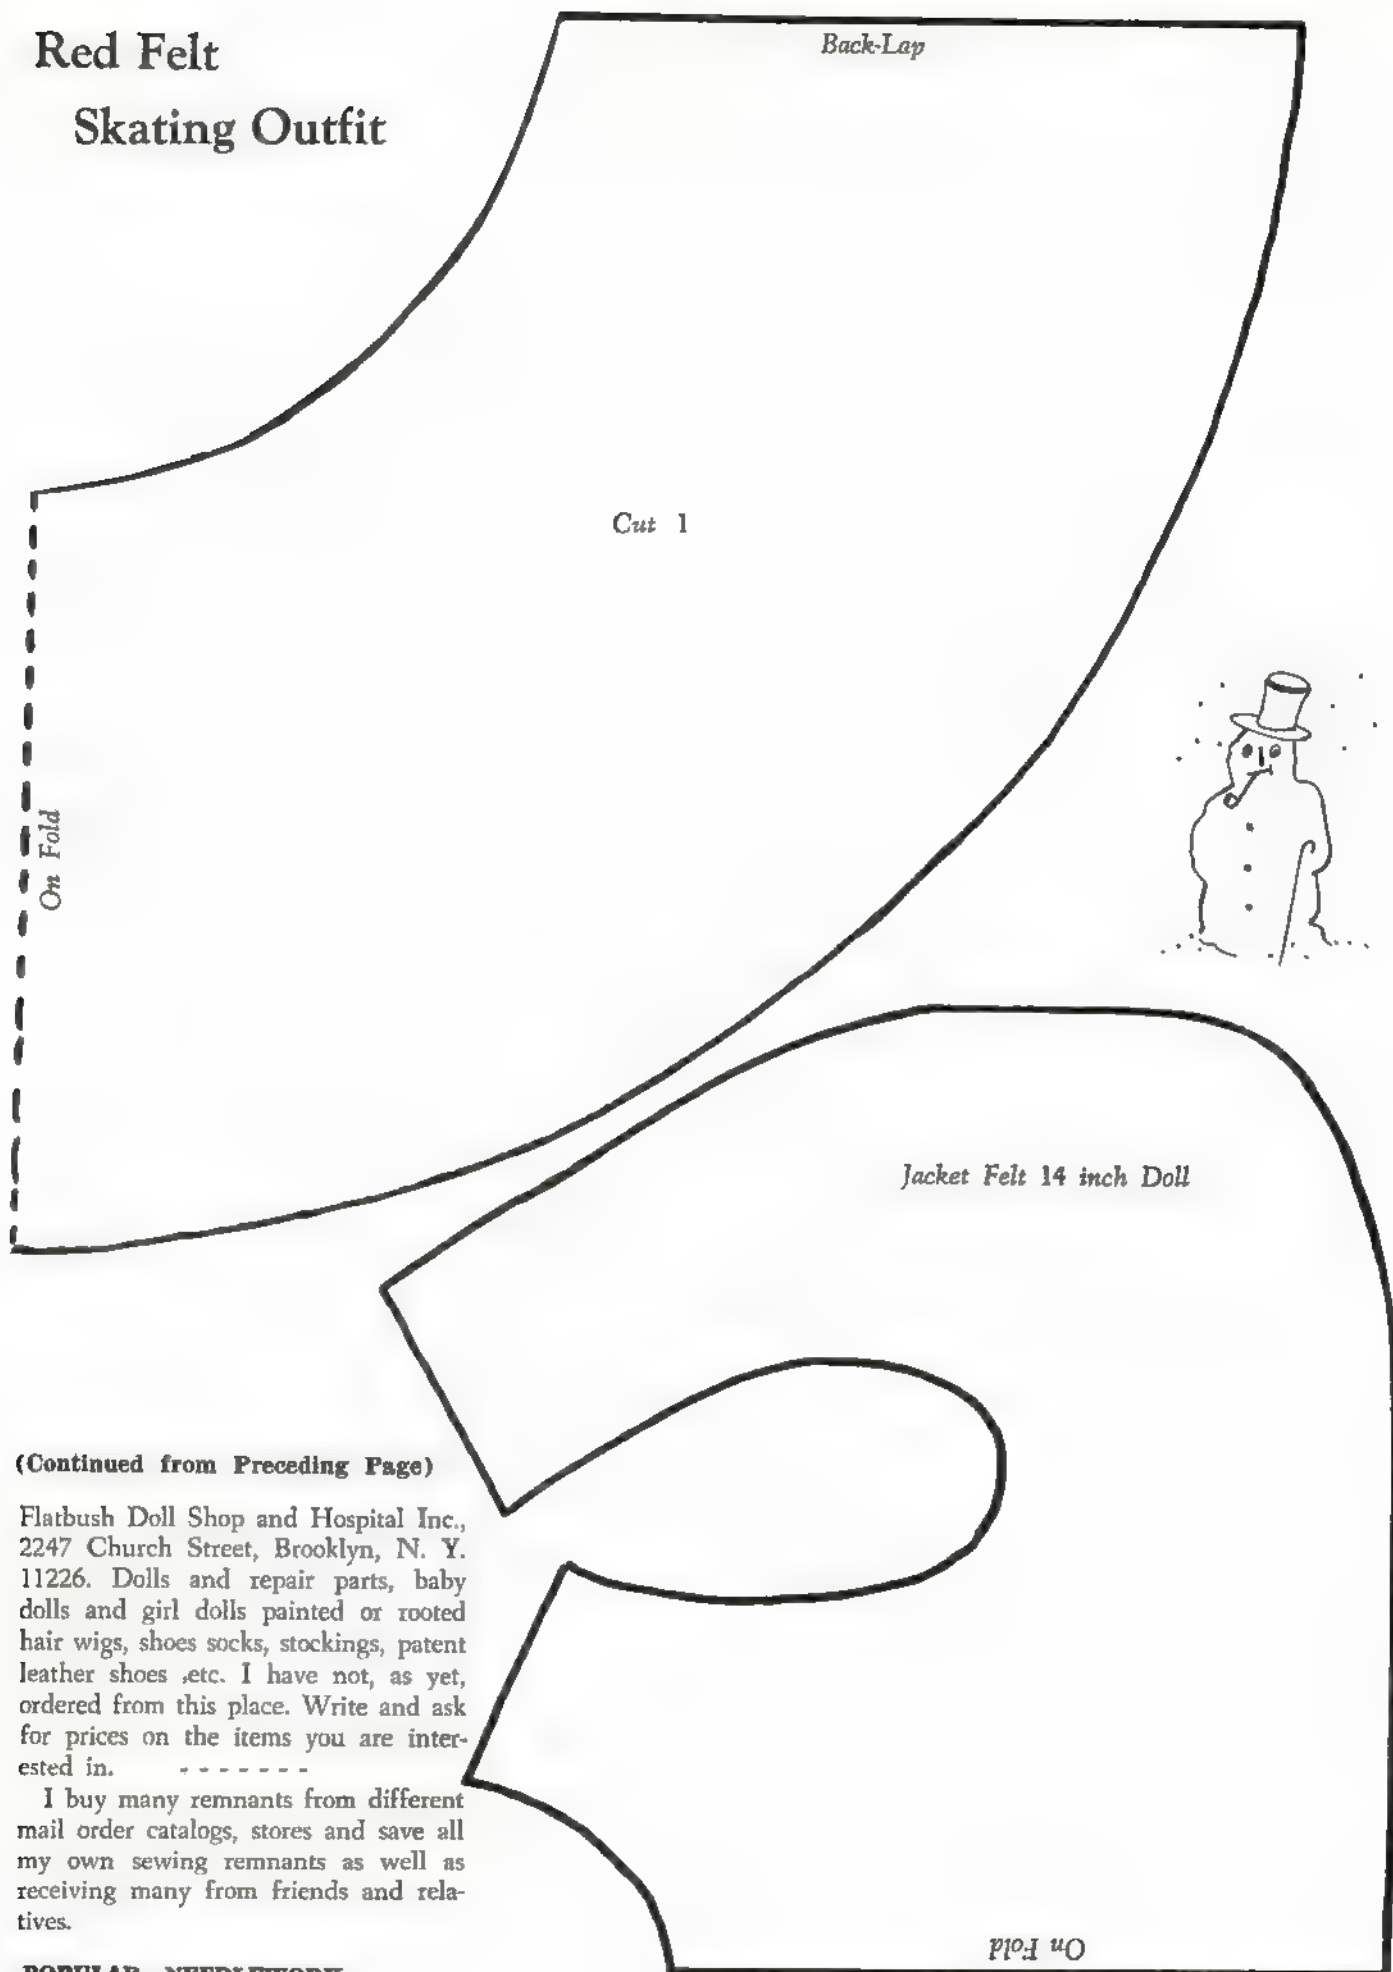 Red Felt
Skating Outfit
Back-Lap
Cut 1
On Fold
Jacket Felt 14 inch Doll
(Continued from Preceding Page)
Flatbush Doll Shop and Hospital Inc.,
2247 Church Street, Brooklyn, N. Y.
11226. Dolls and repair parts, baby
dolls and girl dolls painted or rooted
hair wigs, shoes socks, stockings, patent
leather shoes ,etc. I have not, as yet,
ordered from this place. Write and ask
for prices on the items you are inter-
ested in. - - - - - - -
I buy many remnants from different
mail order catalogs, stores and save all
my own sewing remnants as well as
receiving many from friends and rela-
tives.
On Fold
POPULAR NEEDLEWORK